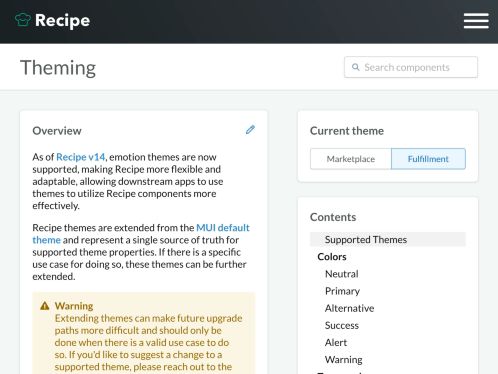 Recipe
Theming
Search components
Overview
As of Recipe v14, emotion themes are now
supported, making Recipe more flexible and
adaptable, allowing downstream apps to use
themes to utilize Recipe components more
effectively.
Recipe themes are extended from the MUI default
theme and represent a single source of truth for
supported theme properties. If there is a specific
use case for doing so, these themes can be further
extended.
Warning
Extending themes can make future upgrade
paths more difficult and should only be
done when there is a valid use case to do
so. If you'd like to suggest a change to a
supported theme, please reach out to the
Current theme
Marketplace
Fulfillment
Contents
Supported Themes
Colors
Neutral
Primary
Alternative
Success
Alert
Warning